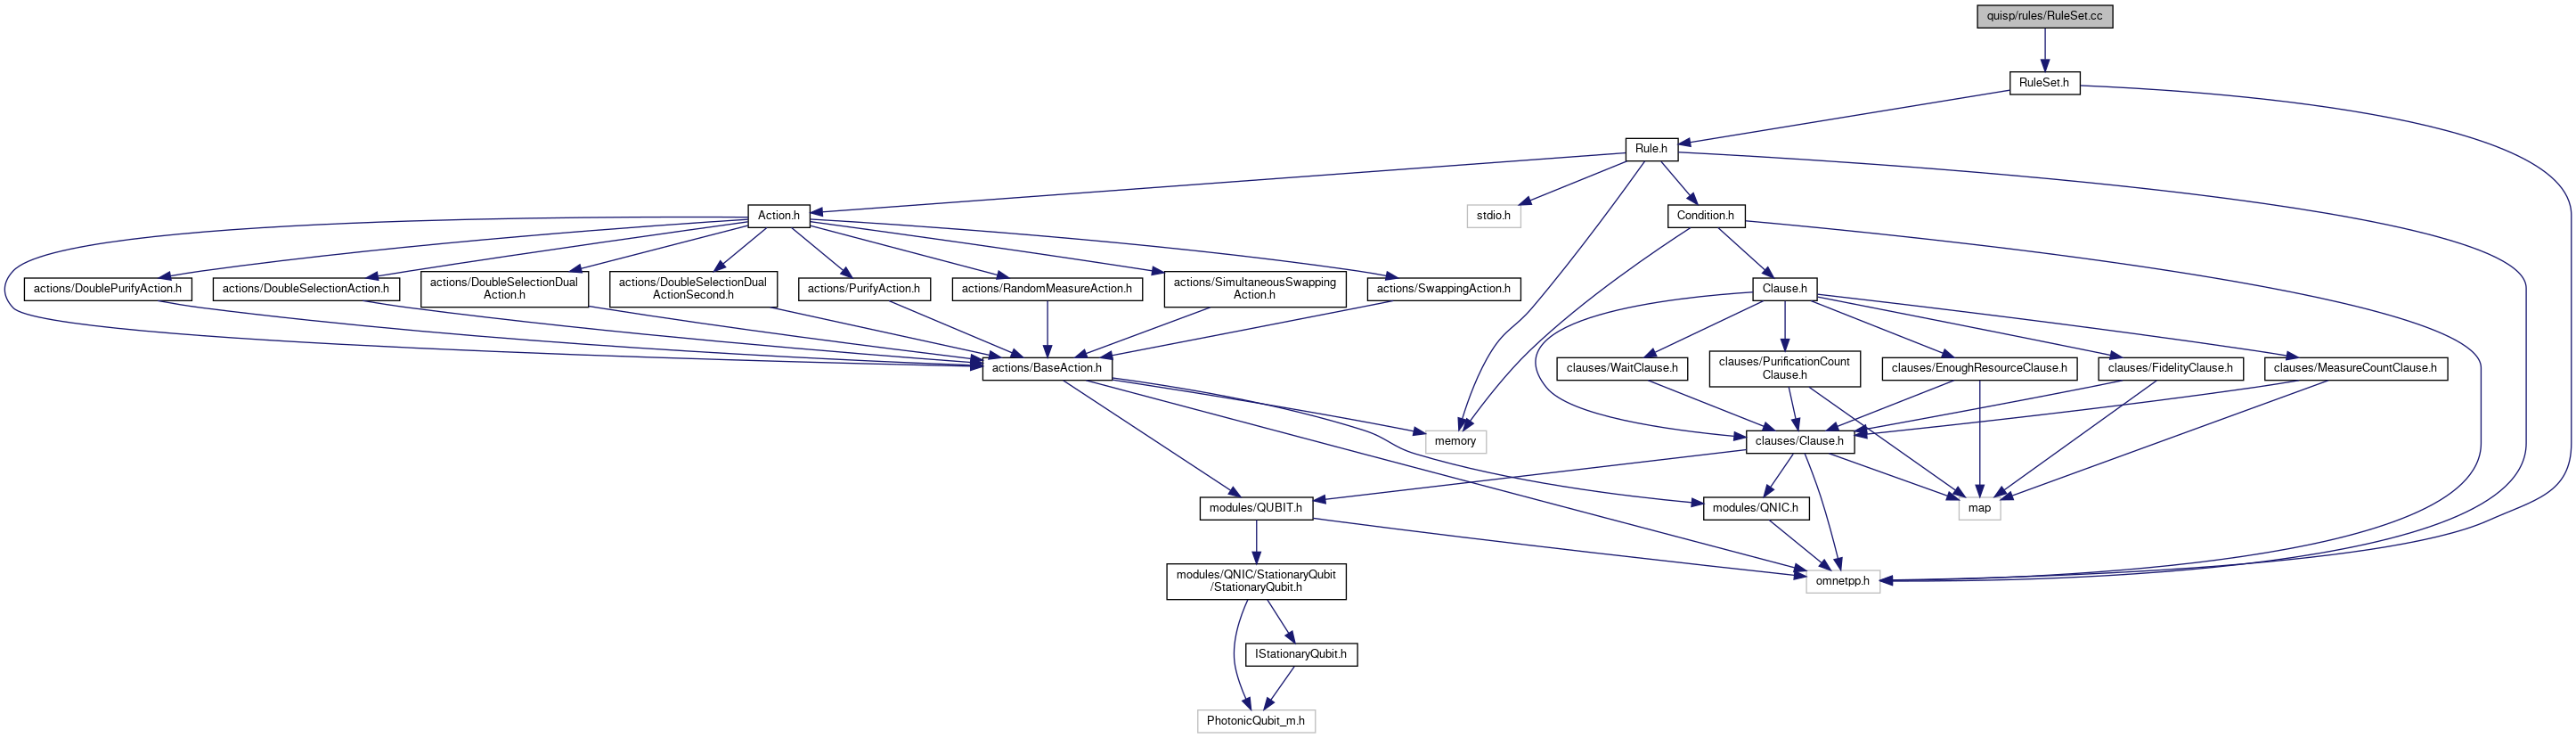 quisp/rules/RuleSet.cc
RuleSet.h
Rule.h
Action.h
stdio.h
Condition.h
actions/DoublePurifyAction.h
actions/DoubleSelectionAction.h
actions/DoubleSelectionDual
Action.h
actions/DoubleSelectionDual
ActionSecond.h
actions/PurifyAction.h
actions/RandomMeasureAction.h
actions/SimultaneousSwapping
Action.h
actions/SwappingAction.h
Clause.h
actions/BaseAction.h
clauses/WaitClause.h
clauses/PurificationCount
Clause.h
clauses/EnoughResourceClause.h
clauses/FidelityClause.h
clauses/MeasureCountClause.h
memory
clauses/Clause.h
modules/QUBIT.h
modules/QNIC.h
map
modules/QNIC/StationaryQubit
/StationaryQubit.h
omnetpp.h
IStationaryQubit.h
PhotonicQubit_m.h